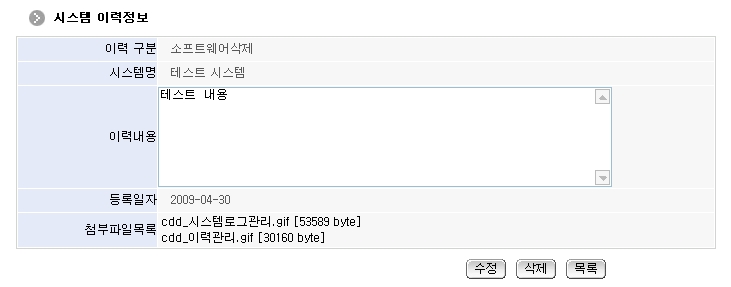 시스템 이력정보
이력 구분 소프트웨어삭제
시스템명 테스트 시스템
이력내용 테스트 내용
등록일자 2009-04-30
첨부파일목록 cdd_시스템로그관리.gif [53589 byte]
cdd_이력관리.gif [30160 byte]
수정 삭제 목록